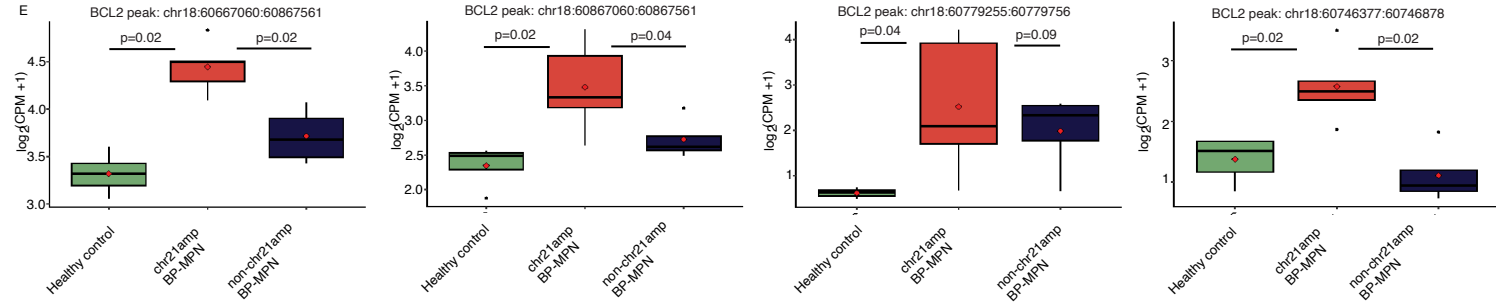 E
BCL2 peak: chr18:60667060:60867561
p=0.02
p=0.02
log2(CPM +1)
4.5
4.0
3.5
3.0
Healthy control
chr21amp
BP-MPN
non-chr21amp
BP-MPN
BCL2 peak: chr18:60867060:60867561
p=0.02
p=0.04
log2(CPM +1)
4.0
3.5
3.0
2.5
2.0
Healthy control
chr21amp
BP-MPN
non-chr21amp
BP-MPN
BCL2 peak: chr18:60779255:60779756
p=0.04
p=0.09
log2(CPM +1)
4
3
2
1
Healthy control
chr21amp
BP-MPN
non-chr21amp
BP-MPN
BCL2 peak: chr18:60746377:60746878
p=0.02
p=0.02
log2(CPM +1)
3
2
1
Healthy control
chr21amp
BP-MPN
non-chr21amp
BP-MPN